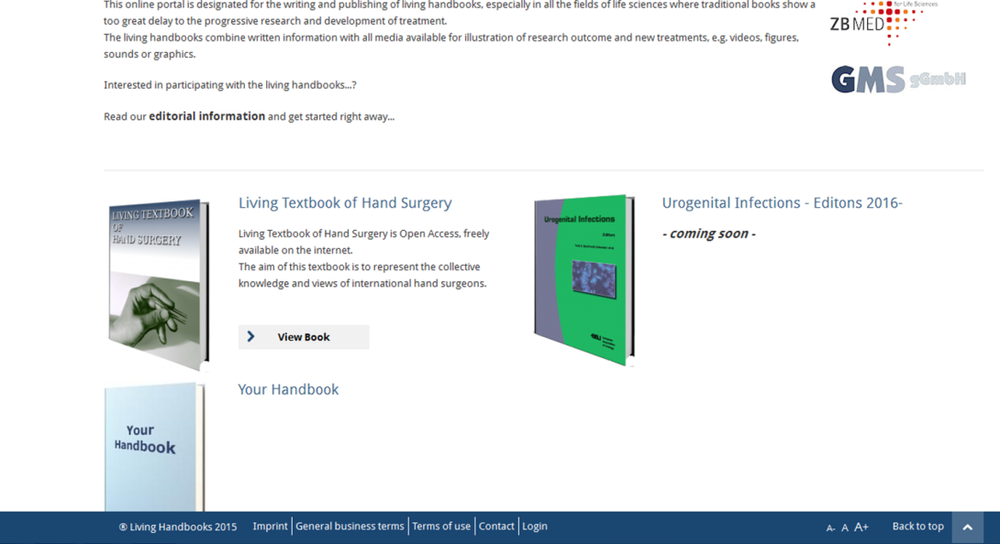 This online portal is designated for the writing and publishing of living handbooks, especially in all the fields of life sciences where traditional books show a
too great delay to the progressive research and development of treatment.
The living handbooks combine written information with all media available for illustration of research outcome and new treatments, e.g. videos, figures,
sounds or graphics.
Interested in participating with the living handbooks...?
Read our editorial information and get started right away...
for Life Sciences
ZB MED
GMS gGmbH
LIVING TEXTBOOK
OF
HAND SURGERY
Living Textbook of Hand Surgery
Living Textbook of Hand Surgery is Open Access, freely
available on the internet.
The aim of this textbook is to represent the collective
knowledge and views of international hand surgeons.
View Book
Urogenital Infections
Urogenital Infections - Editons 2016-
- coming soon -
Your
Handbook
Your Handbook
® Living Handbooks 2015 Imprint General business terms Terms of use Contact Login A- A A+ Back to top